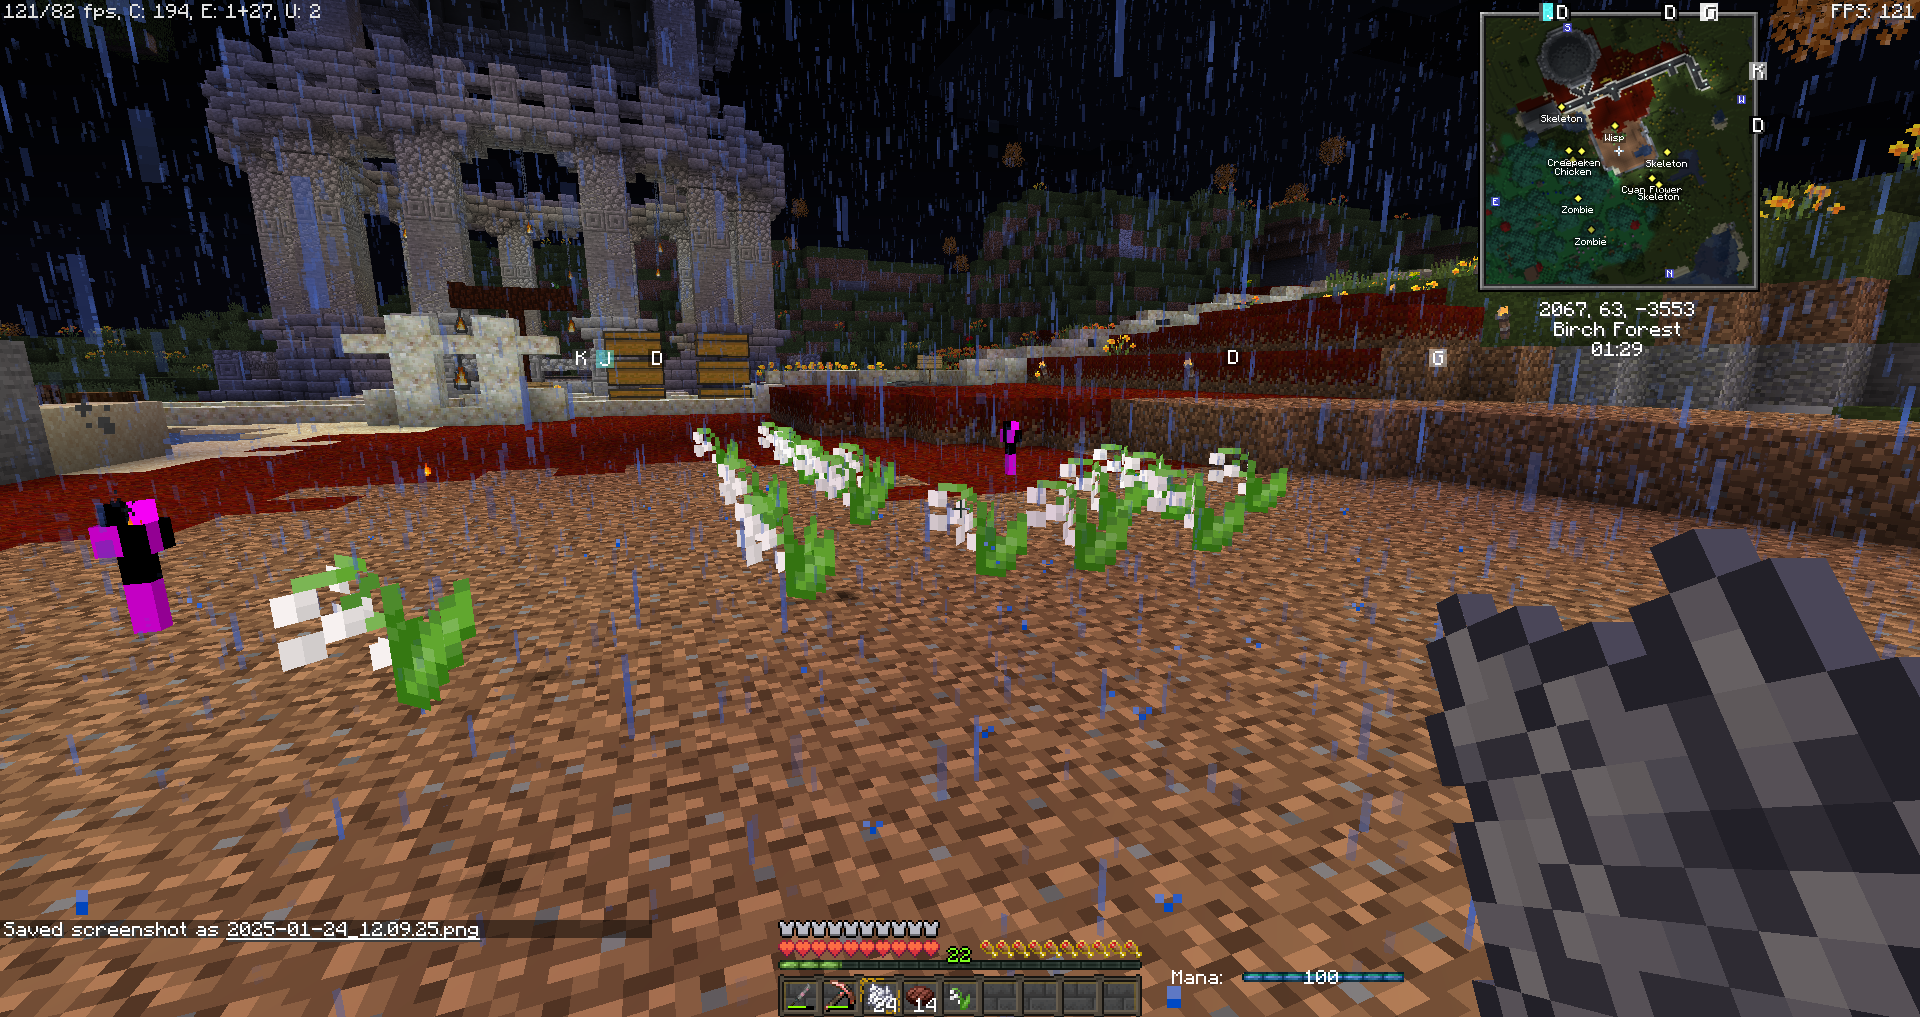 121/82 fps, C: 194, E: 1+27, U: 2
D
D
G
FPS: 121
S
K
W
Skeleton
D
Wisp
Creepeken
Skeleton
Chicken
Cyan Flower
Skeleton
E
Zombie
Zombie
N
2067, 63, -3553
Birch Forest
01:29
K J D
D
G
Saved screenshot as 2025-01-24_12.09.25.png
22
Mana: 100
24
14